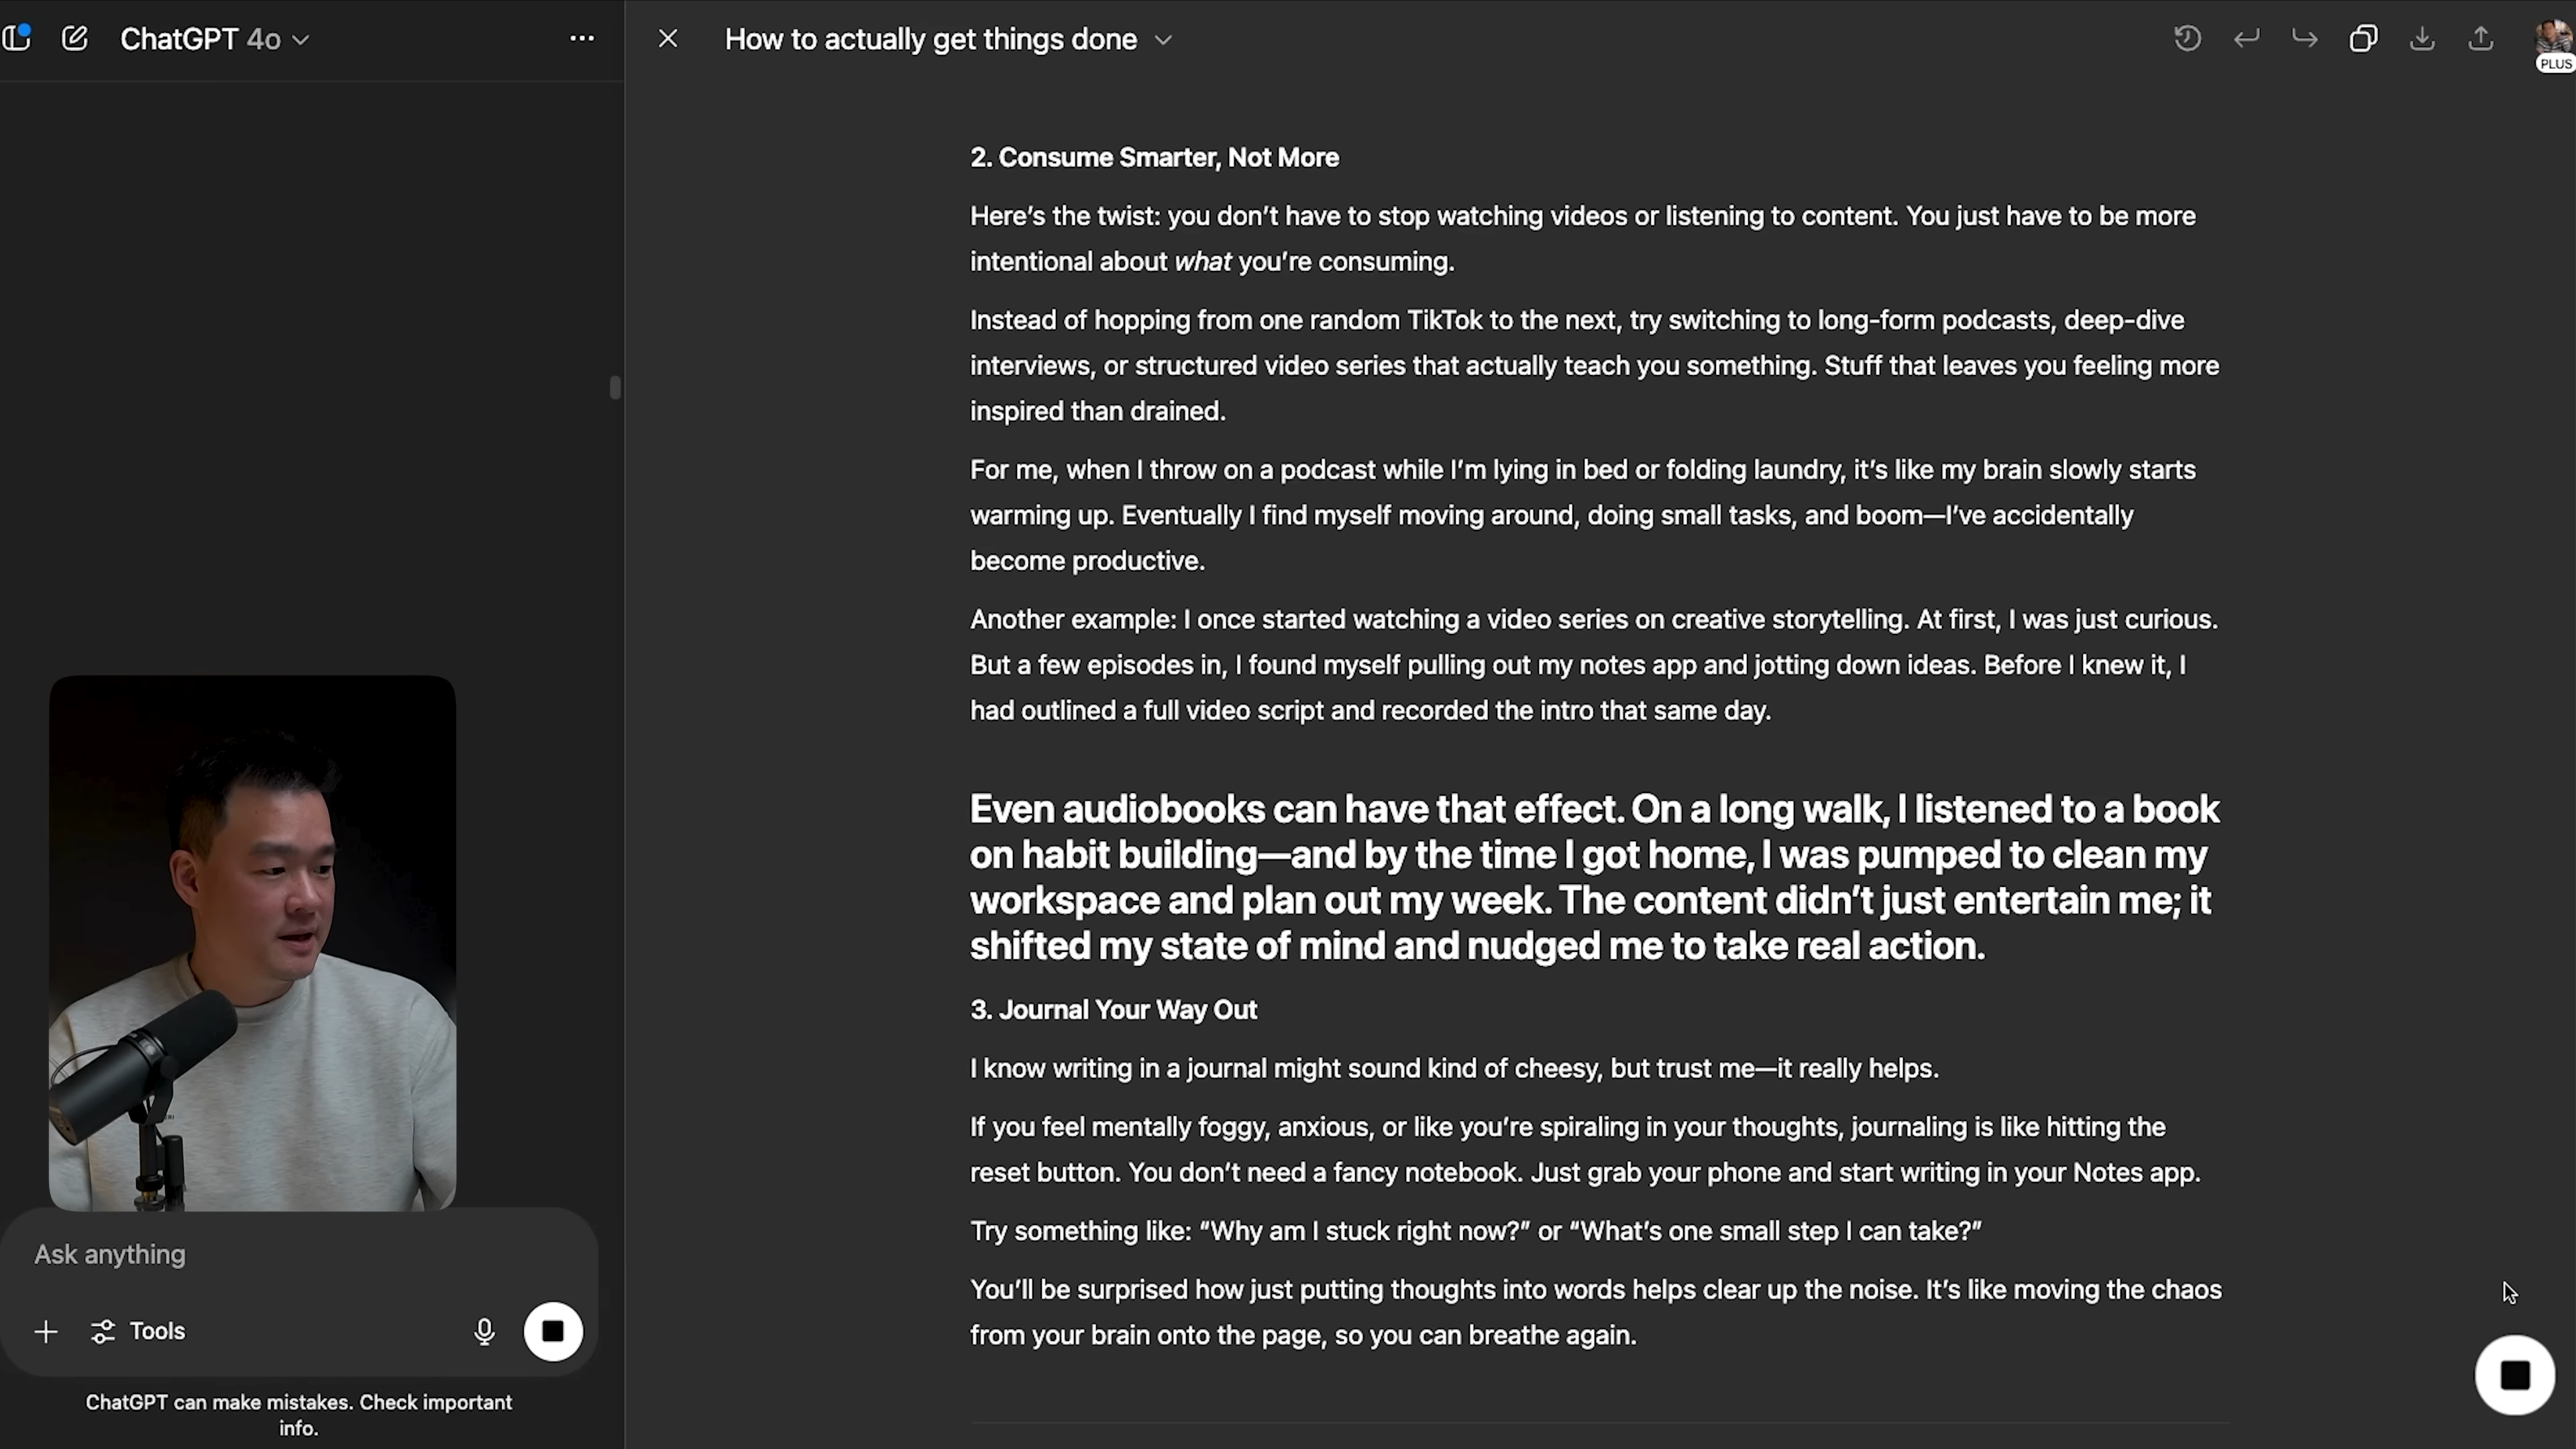 ChatGPT 4o
How to actually get things done
PLUS
2. Consume Smarter, Not More
Here’s the twist: you don’t have to stop watching videos or listening to content. You just have to be more
intentional about what you’re consuming.
Instead of hopping from one random TikTok to the next, try switching to long-form podcasts, deep-dive
interviews, or structured video series that actually teach you something. Stuff that leaves you feeling more
inspired than drained.
For me, when I throw on a podcast while I’m lying in bed or folding laundry, it’s like my brain slowly starts
warming up. Eventually I find myself moving around, doing small tasks, and boom—I’ve accidentally
become productive.
Another example: I once started watching a video series on creative storytelling. At first, I was just curious.
But a few episodes in, I found myself pulling out my notes app and jotting down ideas. Before I knew it, I
had outlined a full video script and recorded the intro that same day.
Even audiobooks can have that effect. On a long walk, I listened to a book
on habit building—and by the time I got home, I was pumped to clean my
workspace and plan out my week. The content didn’t just entertain me; it
shifted my state of mind and nudged me to take real action.
3. Journal Your Way Out
I know writing in a journal might sound kind of cheesy, but trust me—it really helps.
If you feel mentally foggy, anxious, or like you’re spiraling in your thoughts, journaling is like hitting the
reset button. You don’t need a fancy notebook. Just grab your phone and start writing in your Notes app.
Try something like: “Why am I stuck right now?” or “What’s one small step I can take?”
You’ll be surprised how just putting thoughts into words helps clear up the noise. It’s like moving the chaos
from your brain onto the page, so you can breathe again.
Ask anything
Tools
ChatGPT can make mistakes. Check important
info.